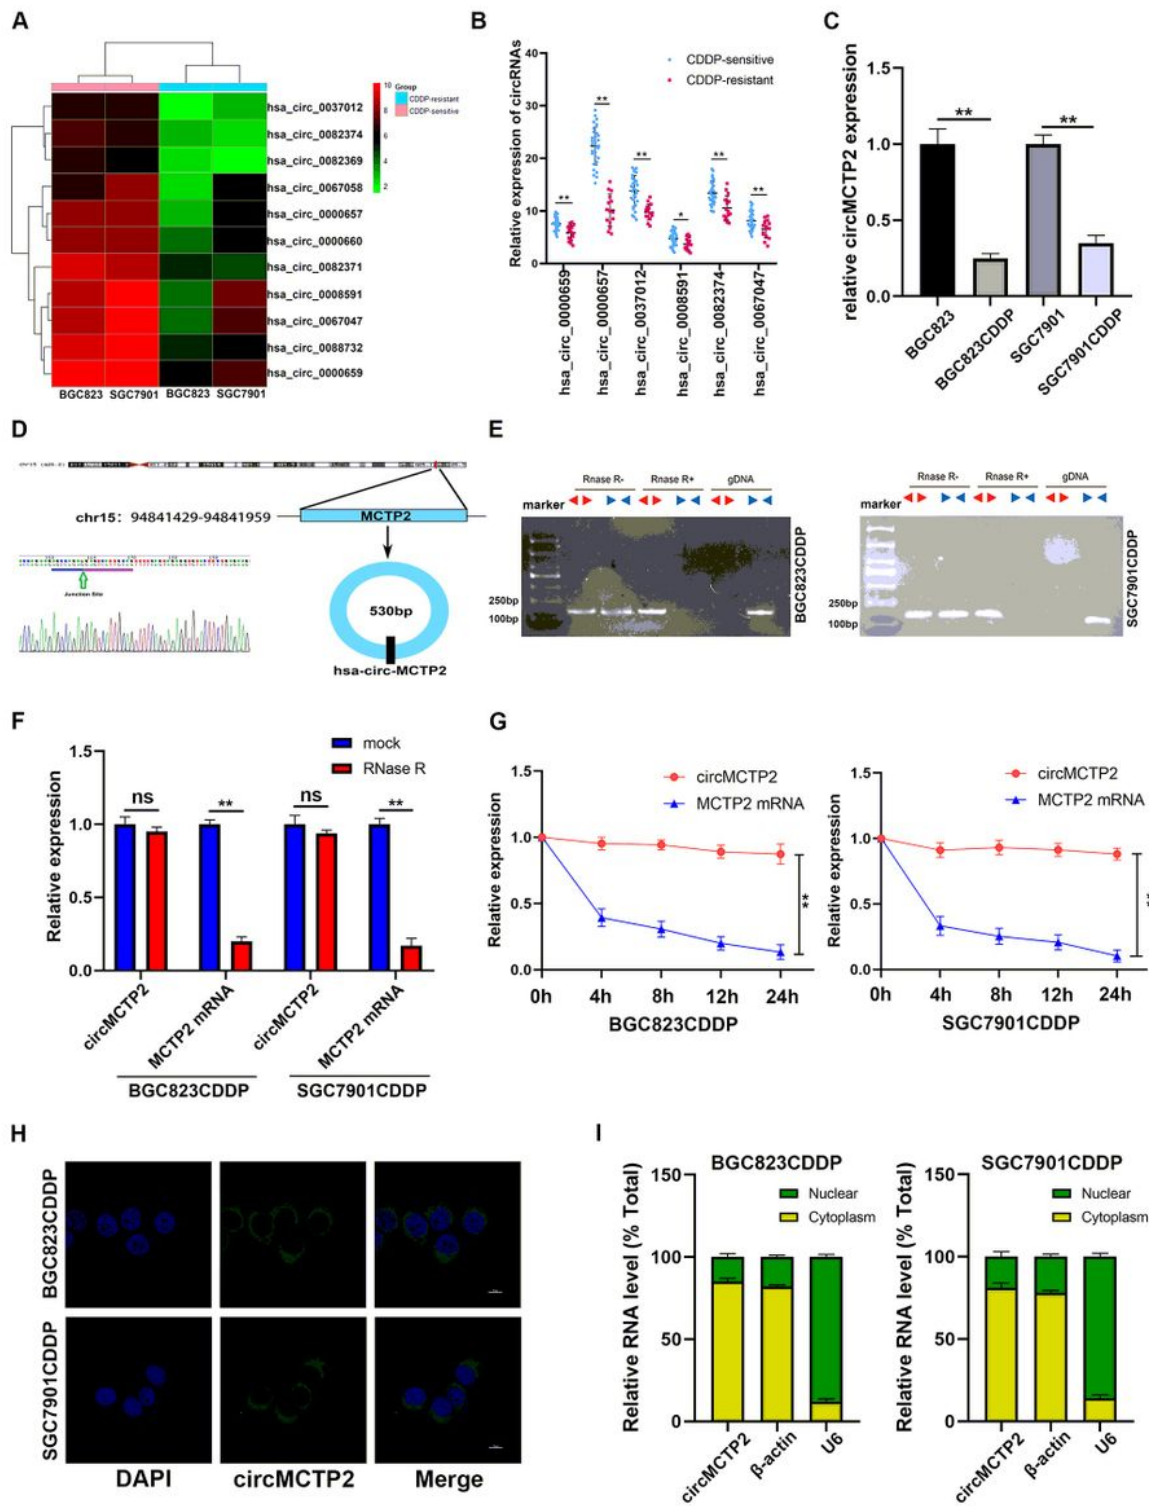 A
Group
CDDP-resistant
CDDP-sensitive
10
8
6
4
2
hsa_circ_0037012
hsa_circ_0082374
hsa_circ_0082369
hsa_circ_0067058
hsa_circ_0000657
hsa_circ_0000660
hsa_circ_0082371
hsa_circ_0008591
hsa_circ_0067047
hsa_circ_0088732
hsa_circ_0000659
BGC823 SGC7901 BGC823 SGC7901
B
Relative expression of circRNAs
40
30
20
10
0
CDDP-sensitive
CDDP-resistant
** ** ** * ** **
hsa_circ_0000659
hsa_circ_0000657
hsa_circ_0037012
hsa_circ_0008591
hsa_circ_0082374
hsa_circ_0067047
C
relative circMCTP2 expression
1.5
1.0
0.5
0.0
** **
BGC823
BGC823CDDP
SGC7901
SGC7901CDDP
D
chr15: 94841429-94841959
MCTP2
Junction Site
530bp
hsa-circ-MCTP2
E
Rnase R- Rnase R+ gDNA
marker
250bp
100bp
BGC823CDDP
Rnase R- Rnase R+ gDNA
marker
250bp
100bp
SGC7901CDDP
F
Relative expression
1.5
1.0
0.5
0.0
mock
RNase R
ns ** ns **
circMCTP2
MCTP2 mRNA
circMCTP2
MCTP2 mRNA
BGC823CDDP SGC7901CDDP
G
Relative expression
1.5
1.0
0.5
0.0
circMCTP2
MCTP2 mRNA
**
0h 4h 8h 12h 24h
BGC823CDDP
Relative expression
1.5
1.0
0.5
0.0
circMCTP2
MCTP2 mRNA
**
0h 4h 8h 12h 24h
SGC7901CDDP
H
BGC823CDDP
SGC7901CDDP
DAPI circMCTP2 Merge
I
BGC823CDDP
Relative RNA level (% Total)
150
100
50
0
Nuclear
Cytoplasm
circMCTP2
β-actin
U6
SGC7901CDDP
Relative RNA level (% Total)
150
100
50
0
Nuclear
Cytoplasm
circMCTP2
β-actin
U6